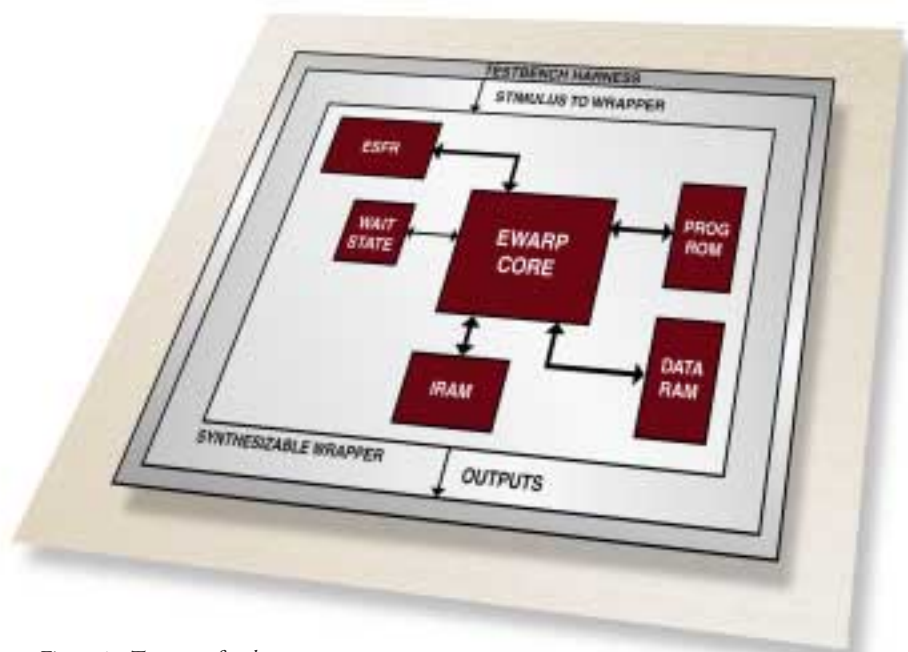 TESTBENCH HARNESS
STIMULUS TO WRAPPER
ESFR
WAIT
STATE
EWARP
CORE
PROG
ROM
IRAM
DATA
RAM
SYNTHESIZABLE WRAPPER
OUTPUTS